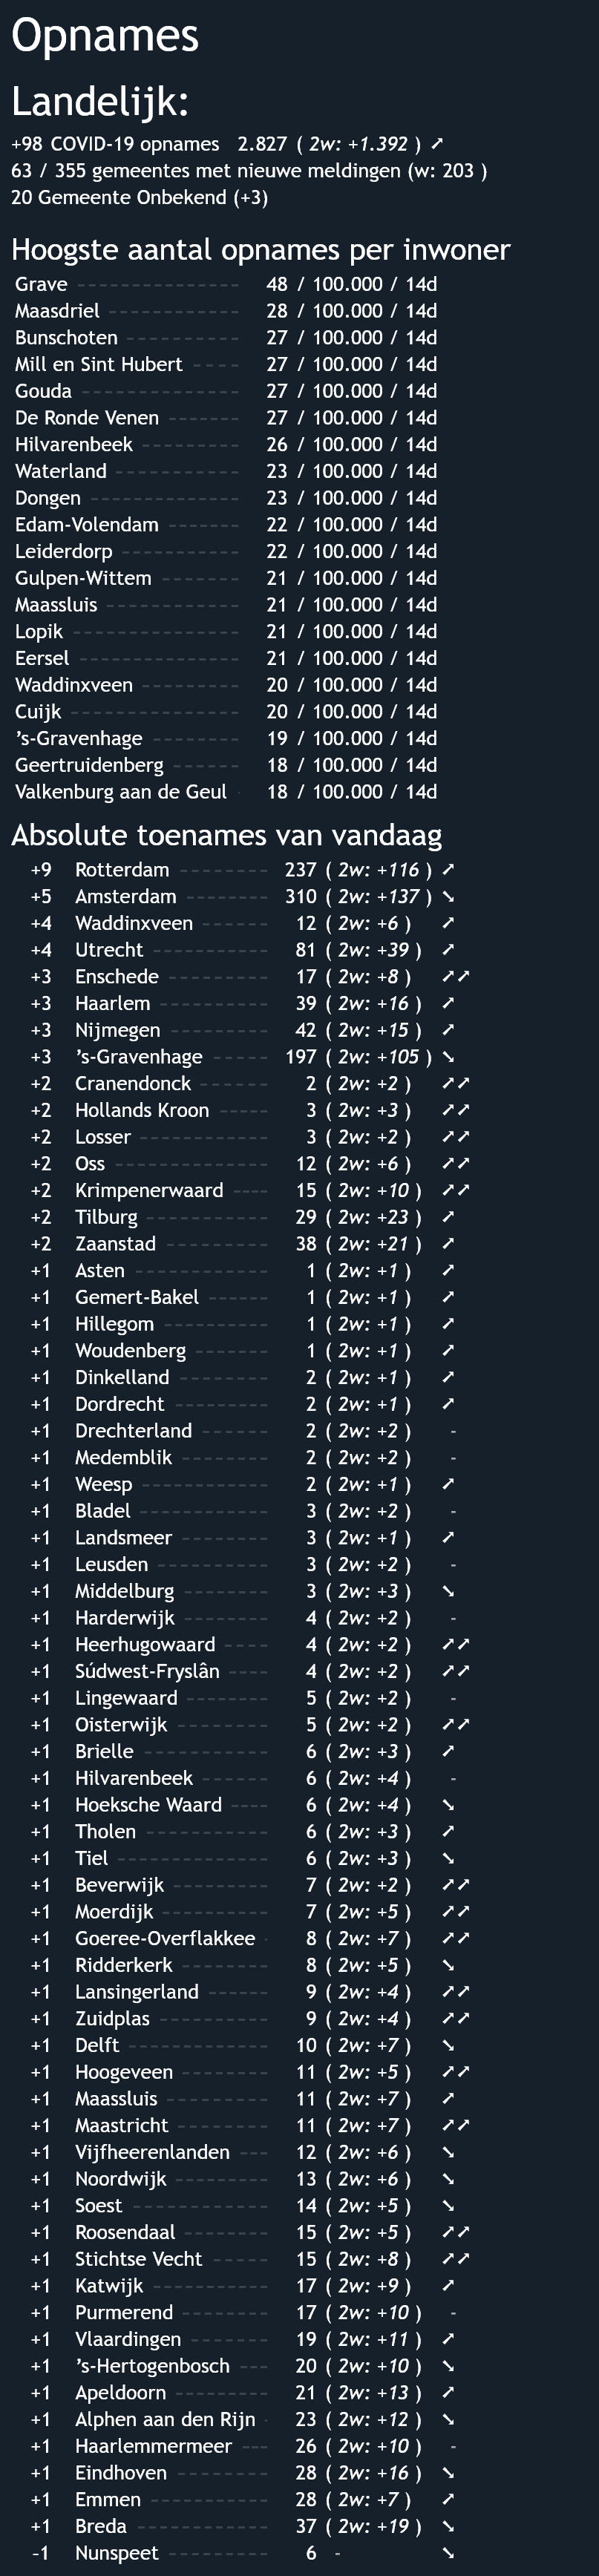 Opnames
Landelijk:
+98 COVID-19 opnames 2.827 ( 2w: +1.392 ) ➚
63 / 355 gemeentes met nieuwe meldingen (w: 203 )
20 Gemeente Onbekend (+3)
Hoogste aantal opnames per inwoner
Grave --------------- 48 / 100.000 / 14d
Maasdriel ------------ 28 / 100.000 / 14d
Bunschoten ---------- 27 / 100.000 / 14d
Mill en Sint Hubert ---- 27 / 100.000 / 14d
Gouda -------------- 27 / 100.000 / 14d
De Ronde Venen ------- 27 / 100.000 / 14d
Hilvarenbeek --------- 26 / 100.000 / 14d
Waterland ----------- 23 / 100.000 / 14d
Dongen ------------- 23 / 100.000 / 14d
Edam-Volendam ------- 22 / 100.000 / 14d
Leiderdorp ---------- 22 / 100.000 / 14d
Gulpen-Wittem ------- 21 / 100.000 / 14d
Maassluis ----------- 21 / 100.000 / 14d
Lopik -------------- 21 / 100.000 / 14d
Eersel -------------- 21 / 100.000 / 14d
Waddinxveen --------- 20 / 100.000 / 14d
Cuijk --------------- 20 / 100.000 / 14d
’s-Gravenhage -------- 19 / 100.000 / 14d
Geertruidenberg ------ 18 / 100.000 / 14d
Valkenburg aan de Geul - 18 / 100.000 / 14d
Absolute toenames van vandaag
+9 Rotterdam -------- 237 ( 2w: +116 ) ➚
+5 Amsterdam -------- 310 ( 2w: +137 ) ➘
+4 Waddinxveen ------ 12 ( 2w: +6 ) ➚
+4 Utrecht ---------- 81 ( 2w: +39 ) ➚
+3 Enschede --------- 17 ( 2w: +8 ) ➚➚
+3 Haarlem ---------- 39 ( 2w: +16 ) ➚
+3 Nijmegen --------- 42 ( 2w: +15 ) ➚
+3 ’s-Gravenhage ----- 197 ( 2w: +105 ) ➘
+2 Cranendonck ------ 2 ( 2w: +2 ) ➚➚
+2 Hollands Kroon ----- 3 ( 2w: +3 ) ➚➚
+2 Losser ----------- 3 ( 2w: +2 ) ➚➚
+2 Oss ------------- 12 ( 2w: +6 ) ➚➚
+2 Krimpenerwaard ---- 15 ( 2w: +10 ) ➚➚
+2 Tilburg ---------- 29 ( 2w: +23 ) ➚
+2 Zaanstad --------- 38 ( 2w: +21 ) ➚
+1 Asten ----------- 1 ( 2w: +1 ) ➚
+1 Gemert-Bakel ------ 1 ( 2w: +1 ) ➚
+1 Hillegom --------- 1 ( 2w: +1 ) ➚
+1 Woudenberg ------- 1 ( 2w: +1 ) ➚
+1 Dinkelland -------- 2 ( 2w: +1 ) ➚
+1 Dordrecht -------- 2 ( 2w: +1 ) ➚
+1 Drechterland ------ 2 ( 2w: +2 ) -
+1 Medemblik -------- 2 ( 2w: +2 ) -
+1 Weesp ----------- 2 ( 2w: +1 ) ➚
+1 Bladel ----------- 3 ( 2w: +2 ) -
+1 Landsmeer -------- 3 ( 2w: +1 ) ➚
+1 Leusden ---------- 3 ( 2w: +2 ) -
+1 Middelburg -------- 3 ( 2w: +3 ) ➘
+1 Harderwijk -------- 4 ( 2w: +2 ) -
+1 Heerhugowaard ---- 4 ( 2w: +2 ) ➚➚
+1 Súdwest-Fryslân ---- 4 ( 2w: +2 ) ➚➚
+1 Lingewaard -------- 5 ( 2w: +2 ) -
+1 Oisterwijk -------- 5 ( 2w: +2 ) ➚➚
+1 Brielle ----------- 6 ( 2w: +3 ) ➚
+1 Hilvarenbeek ------ 6 ( 2w: +4 ) -
+1 Hoeksche Waard ---- 6 ( 2w: +4 ) ➘
+1 Tholen ---------- 6 ( 2w: +3 ) ➚
+1 Tiel ------------- 6 ( 2w: +3 ) ➘
+1 Beverwijk --------- 7 ( 2w: +2 ) ➚➚
+1 Moerdijk ---------- 7 ( 2w: +5 ) ➚➚
+1 Goeree-Overflakkee - 8 ( 2w: +7 ) ➚➚
+1 Ridderkerk -------- 8 ( 2w: +5 ) ➘
+1 Lansingerland ------ 9 ( 2w: +4 ) ➚➚
+1 Zuidplas ---------- 9 ( 2w: +4 ) ➚➚
+1 Delft ------------ 10 ( 2w: +7 ) ➘
+1 Hoogeveen -------- 11 ( 2w: +5 ) ➚➚
+1 Maassluis --------- 11 ( 2w: +7 ) ➚
+1 Maastricht -------- 11 ( 2w: +7 ) ➚➚
+1 Vijfheerenlanden --- 12 ( 2w: +6 ) ➘
+1 Noordwijk --------- 13 ( 2w: +6 ) ➘
+1 Soest ----------- 14 ( 2w: +5 ) ➘
+1 Roosendaal -------- 15 ( 2w: +5 ) ➚➚
+1 Stichtse Vecht ----- 15 ( 2w: +8 ) ➚➚
+1 Katwijk ---------- 17 ( 2w: +9 ) ➚
+1 Purmerend -------- 17 ( 2w: +10 ) -
+1 Vlaardingen ------- 19 ( 2w: +11 ) ➚
+1 ’s-Hertogenbosch --- 20 ( 2w: +10 ) ➘
+1 Apeldoorn -------- 21 ( 2w: +13 ) ➚
+1 Alphen aan den Rijn - 23 ( 2w: +12 ) ➘
+1 Haarlemmermeer --- 26 ( 2w: +10 ) -
+1 Eindhoven -------- 28 ( 2w: +16 ) ➘
+1 Emmen ---------- 28 ( 2w: +7 ) ➚
+1 Breda ----------- 37 ( 2w: +19 ) ➘
-1 Nunspeet --------- 6 - ➘